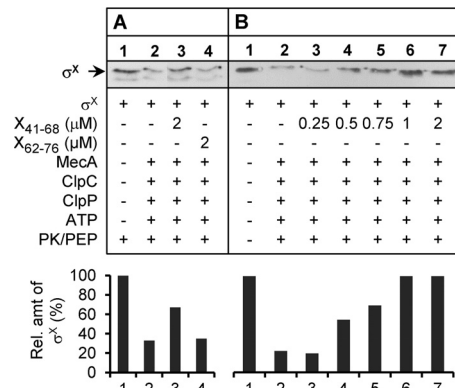 A B
1 2 3 4 1 2 3 4 5 6 7
σX
σX + + + + + + + + + + +
X41-68 (µM) - - 2 - - - 0.25 0.5 0.75 1 2
X62-76 (µM) - - - 2 - - - - - - -
MecA - + + + - + + + + + +
ClpC - + + + - + + + + + +
ClpP - + + + - + + + + + +
ATP - + + + - + + + + + +
PK/PEP + + + + - + + + + + +
Rel. amt of σX (%)
100
80
60
40
20
0
1 2 3 4 1 2 3 4 5 6 7